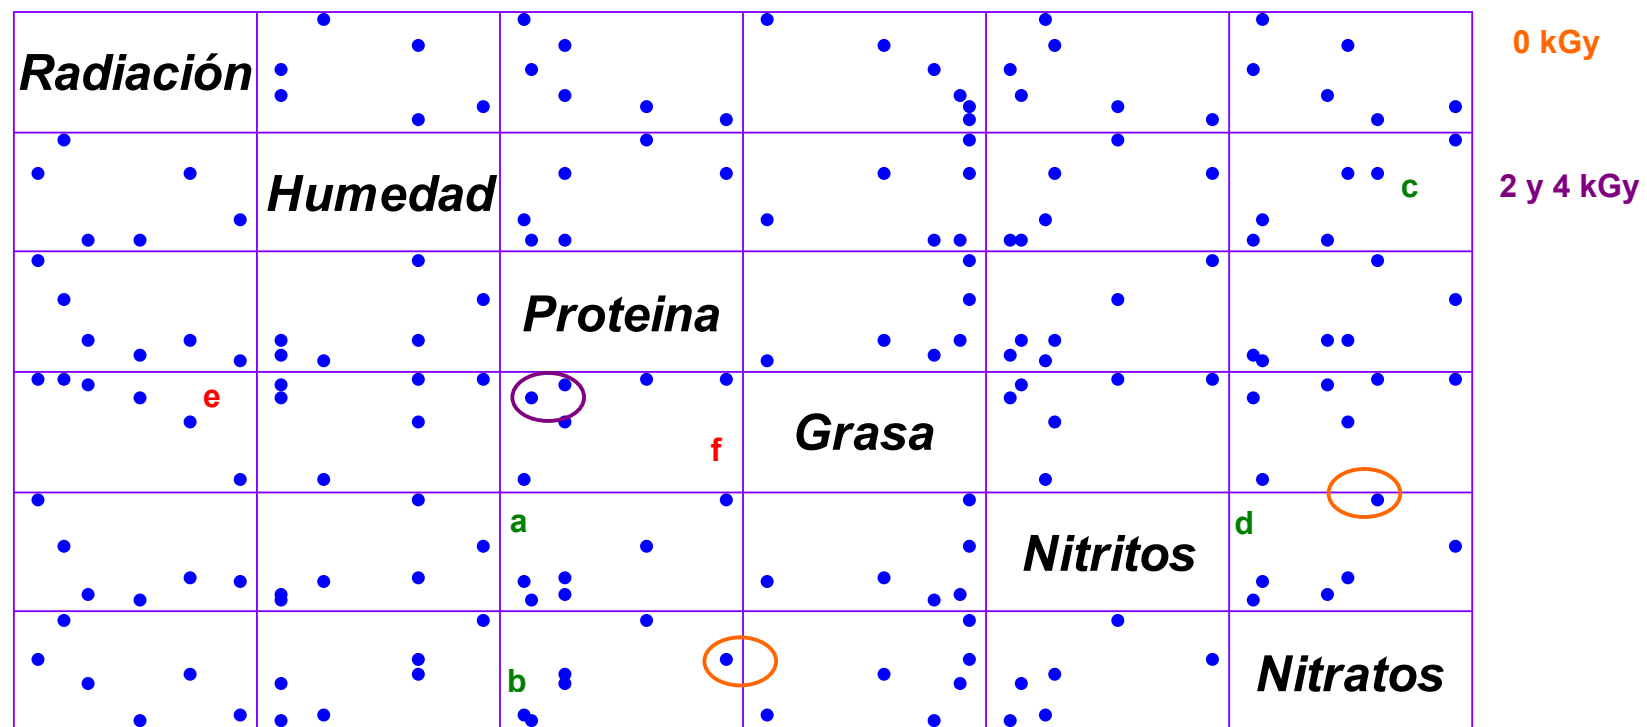 0 kGy
Radiación
Humedad
c
2 y 4 kGy
Proteina
e
f
Grasa
a
Nitritos
d
b
Nitratos